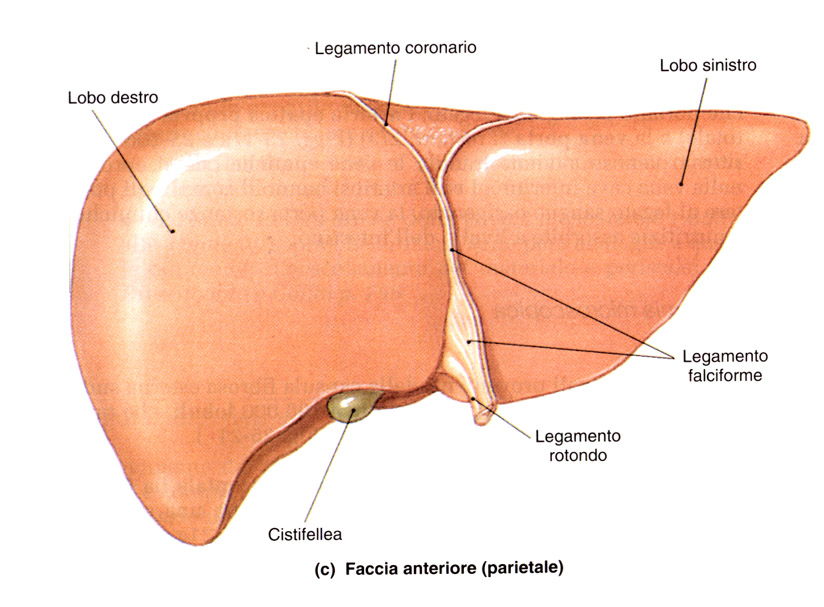 Legamento coronario
Lobo sinistro
Lobo destro
Legamento
falciforme
Legamento
rotondo
Cistifellea
(c) Faccia anteriore (parietale)